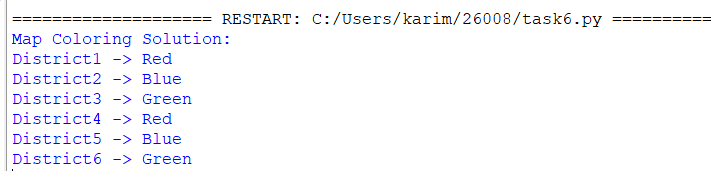 ==================== RESTART: C:/Users/karim/26008/task6.py ==========
Map Coloring Solution:
District1 -> Red
District2 -> Blue
District3 -> Green
District4 -> Red
District5 -> Blue
District6 -> Green